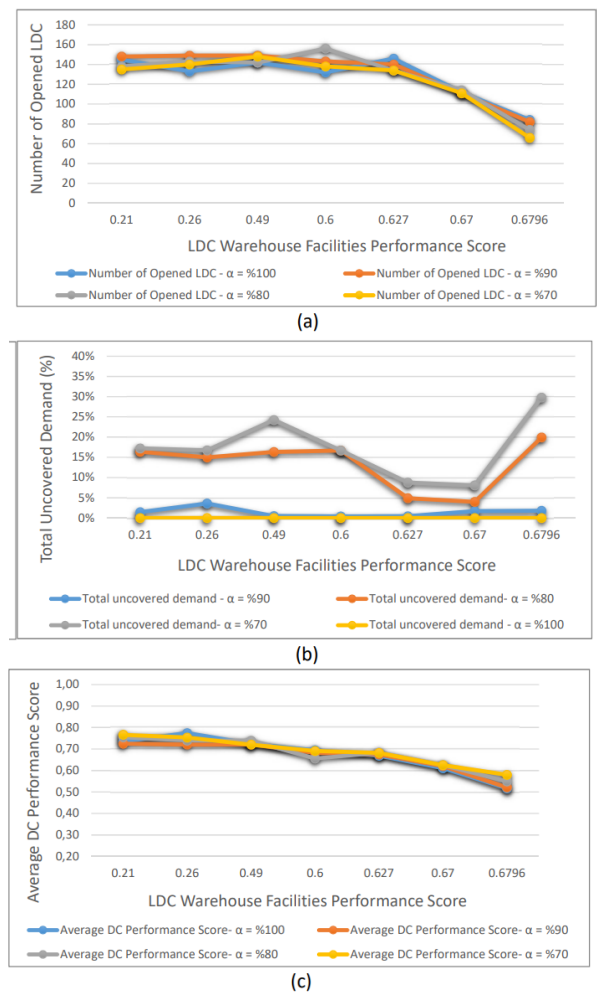 180
160
140
120
100
80
60
40
20
0
Number of Opened LDC
0.21 0.26 0.49 0.6 0.627 0.67 0.6796
LDC Warehouse Facilities Performance Score
Number of Opened LDC - α = %100 Number of Opened LDC - α = %90
Number of Opened LDC - α = %80 Number of Opened LDC - α = %70
(a)
40%
35%
30%
25%
20%
15%
10%
5%
0%
Total Uncovered Demand (%)
0.21 0.26 0.49 0.6 0.627 0.67 0.6796
LDC Warehouse Facilities Performance Score
Total uncovered demand - α = %90 Total uncovered demand- α = %80
Total uncovered demand - α = %70 Total uncovered demand - α = %100
(b)
1,00
0,90
0,80
0,70
0,60
0,50
0,40
0,30
0,20
Average DC Performance Score
0.21 0.26 0.49 0.6 0.627 0.67 0.6796
LDC Warehouse Facilities Performance Score
Average DC Performance Score- α = %100 Average DC Performance Score- α = %90
Average DC Performance Score- α = %80 Average DC Performance Score- α = %70
(c)